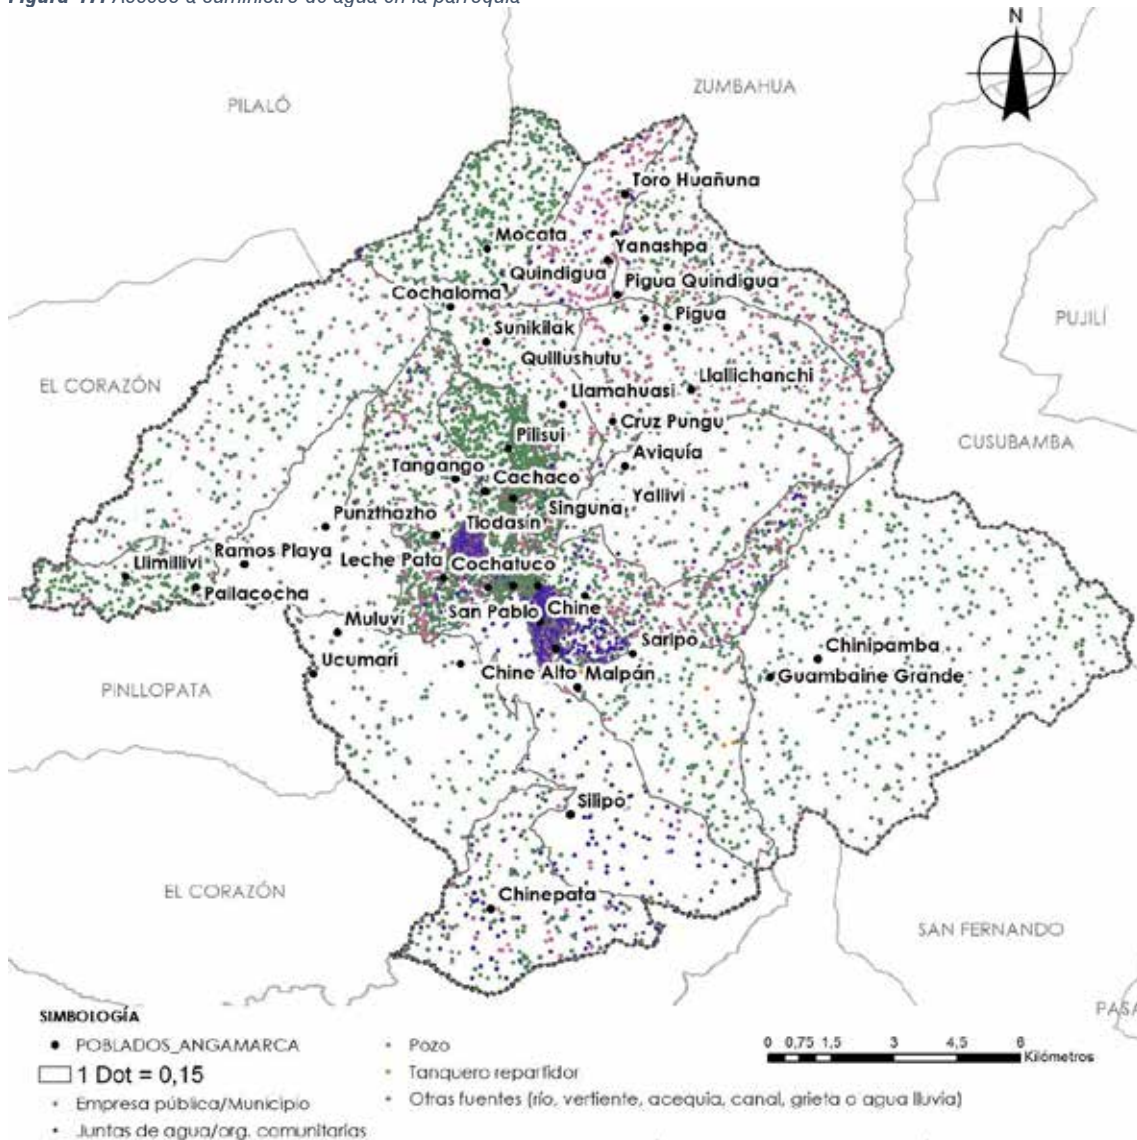 Figura 17. Acceso a suministro de agua en la parroquia
N
ZUMBAHUA
PILALÓ
Toro Huañuna
Mocata
Yanashpa
Quindigua
Pigua Quindigua
Cochaloma
Pigua
PUJILÍ
Sunikilak
Quillushutu
EL CORAZÓN
Llallichanchi
Llamahuasi
Cruz Pungu
CUSUBAMBA
Pilisui
Aviquía
Tangango
Cachaco
Yallivi
Singuna
Punzthazho
Tiodasin
Ramos Playa
Leche Pata
Cochatuco
Llimillivi
Pailacocha
San Pablo
Chine
Muluvi
Saripo
Chinipamba
Ucumari
Chine Alto
Malpán
Guambaine Grande
PINLLOPATA
Silipo
EL CORAZÓN
Chinepata
SAN FERNANDO
PASA
SIMBOLOGÍA
POBLADOS_ANGAMARCA
1 Dot = 0,15
Empresa pública/Municipio
Juntas de agua/org. comunitarias
Pozo
Tanquero repartidor
Otras fuentes (río, vertiente, acequia, canal, grieta o agua lluvia)
0 0,75 1,5 3 4,5 6
Kilómetros